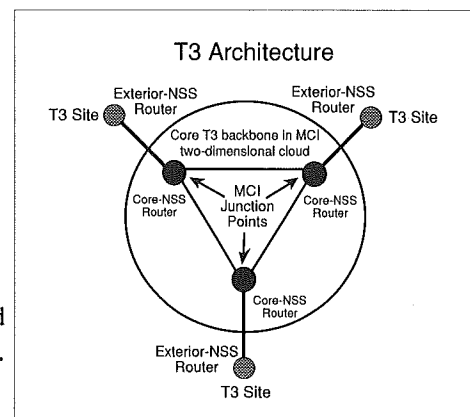 T3 Architecture
Exterior-NSS
Router
Exterior-NSS
Router
T3 Site
T3 Site
Core T3 backbone in MCI
two-dimensional cloud
Core-NSS
Router
MCI
Junction
Points
Core-NSS
Router
Core-NSS
Router
Exterior-NSS
Router
T3 Site
d
.